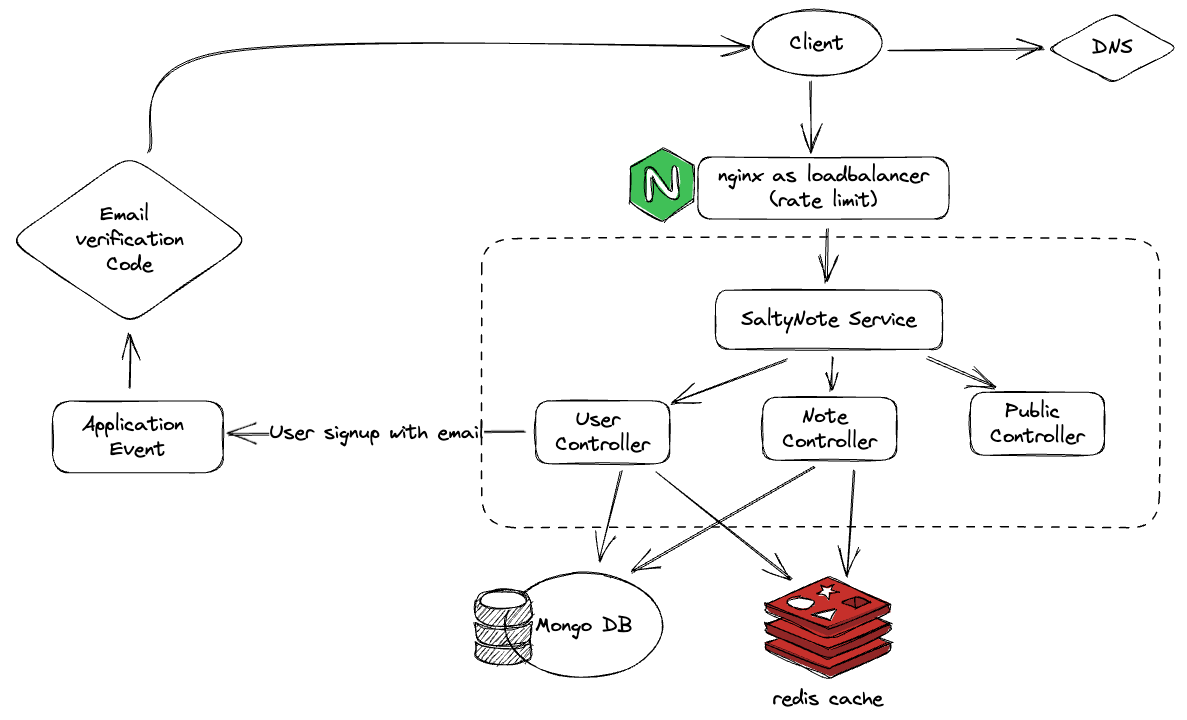 Client
DNS
N
nginx as loadbalancer
(rate limit)
Email
verification
Code
SaltyNote Service
User
Controller
Note
Controller
Public
Controller
Application
Event
User signup with email
Mongo DB
redis cache